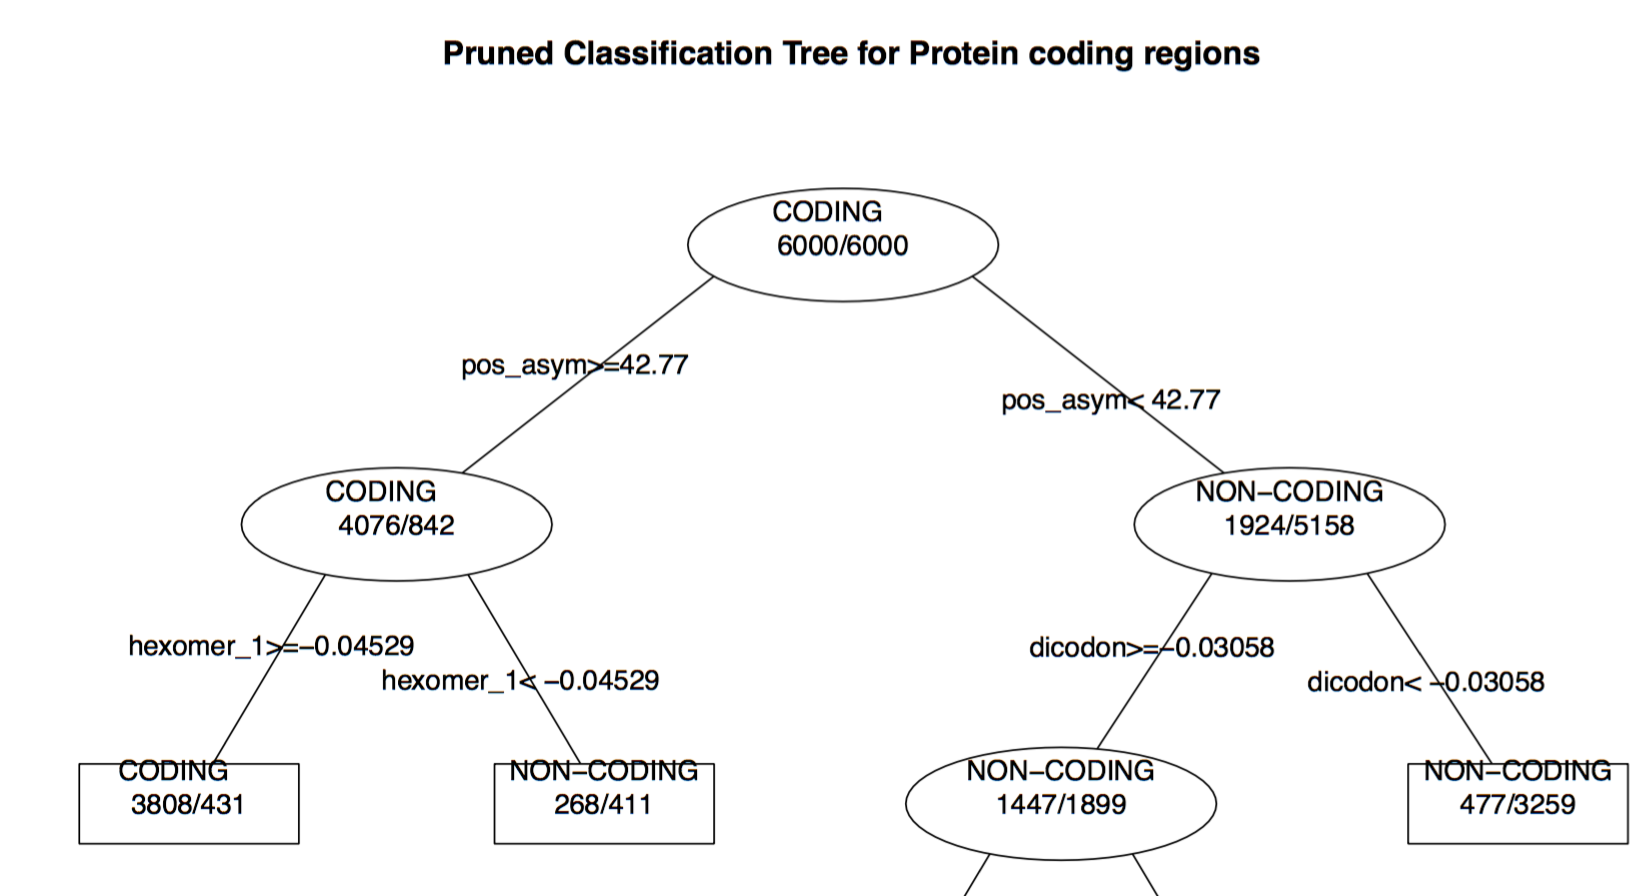 Pruned Classification Tree for Protein coding regions
CODING
6000/6000
pos_asym>=42.77
pos_asym< 42.77
CODING
4076/842
NON−CODING
1924/5158
hexomer_1>=−0.04529
hexomer_1< −0.04529
dicodon>=−0.03058
dicodon< −0.03058
CODING
3808/431
NON−CODING
268/411
NON−CODING
1447/1899
NON−CODING
477/3259